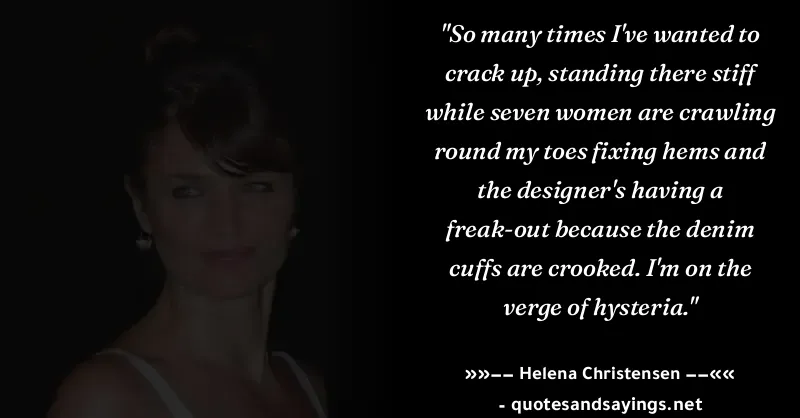 "So many times I've wanted to
crack up, standing there stiff
while seven women are crawling
round my toes fixing hems and
the designer's having a
freak-out because the denim
cuffs are crooked. I'm on the
verge of hysteria."
»»–– Helena Christensen ––««
- quotesandsayings.net